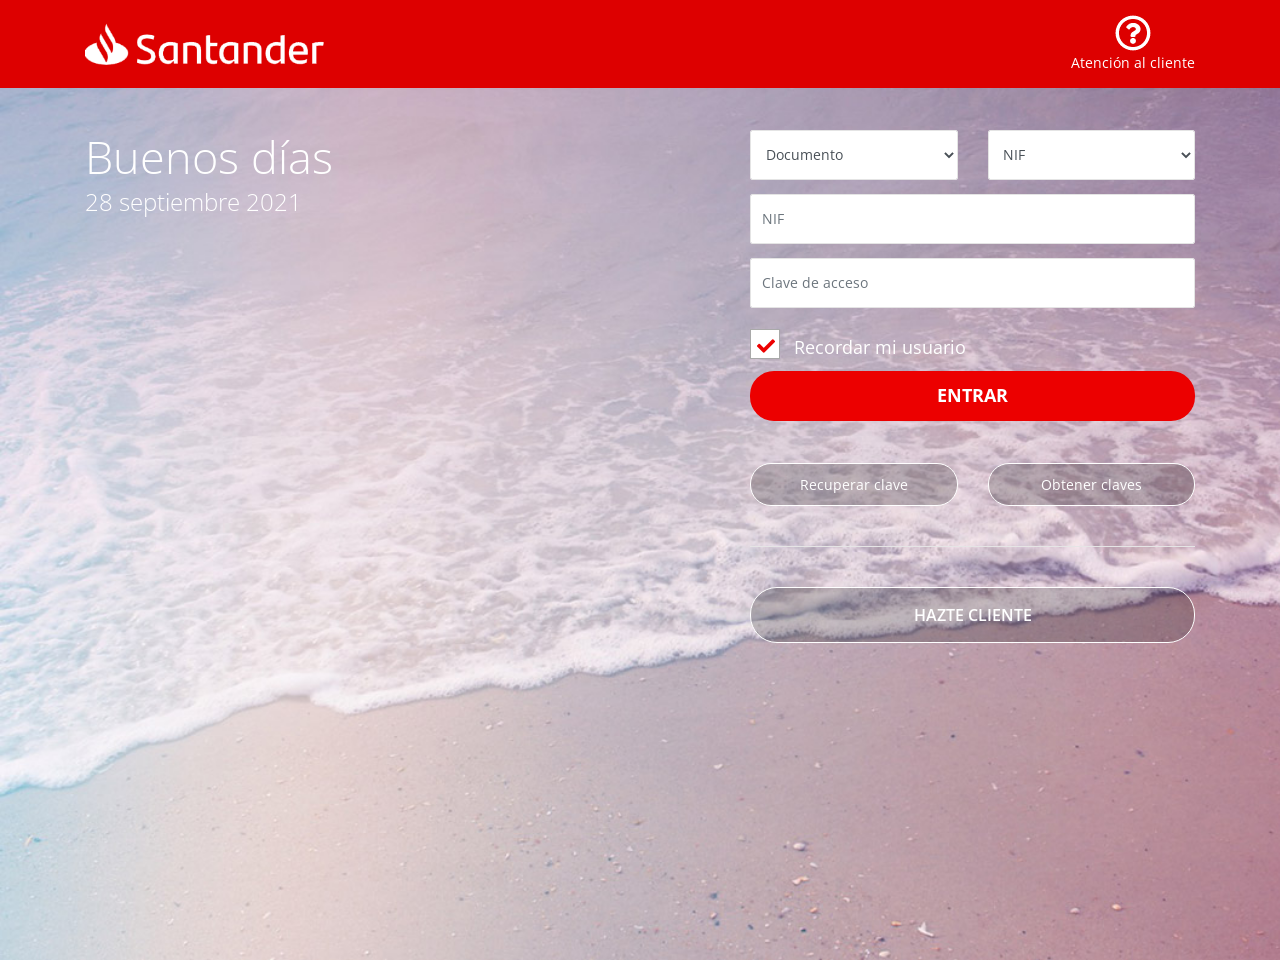 Santander
Atención al cliente
Buenos días
28 septiembre 2021
Documento
NIF
NIF
Clave de acceso
Recordar mi usuario
ENTRAR
Recuperar clave
Obtener claves
HAZTE CLIENTE